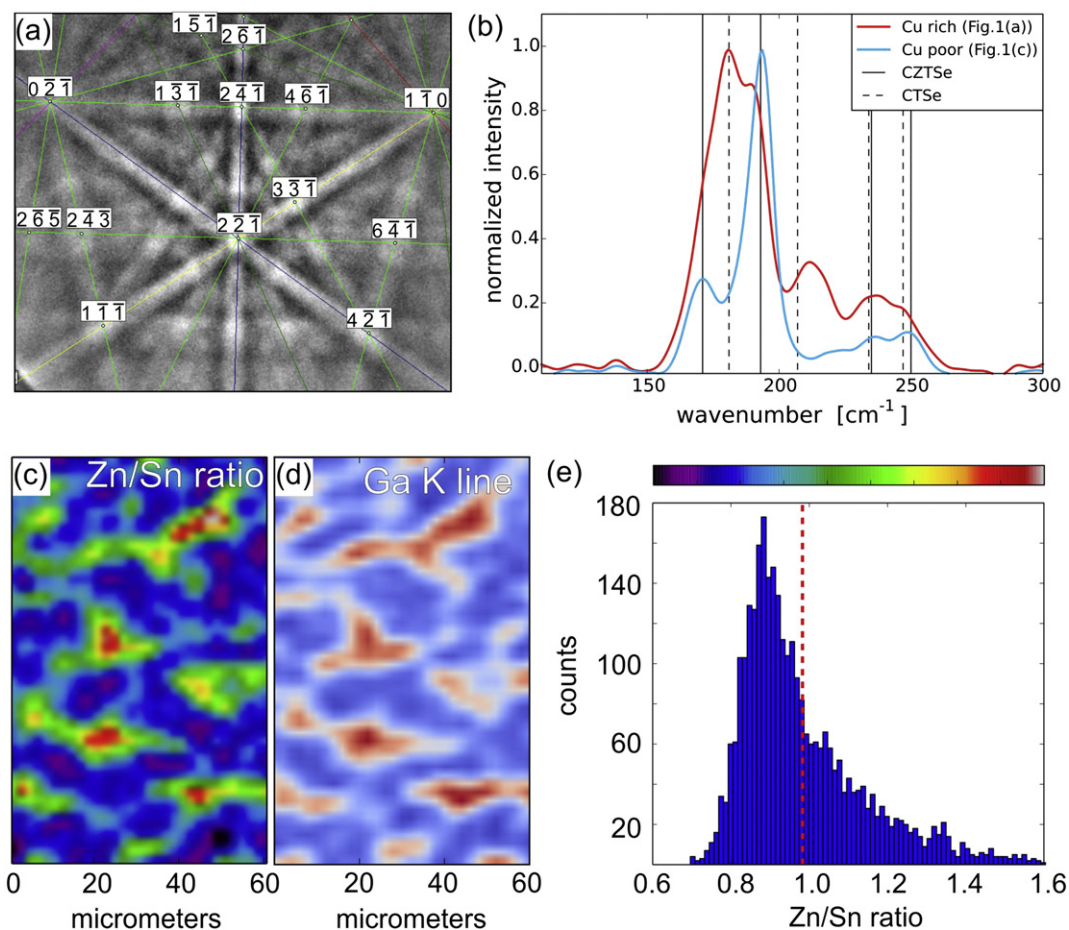 (a)
1 5̄ 1̄
2 6̄ 1̄
0 2̄ 1̄
1 3̄ 1̄
2 4̄ 1̄
4 6̄ 1̄
1 1̄ 0
3 3̄ 1̄
2 6̄ 5̄
2 4̄ 3̄
2 2̄ 1̄
6 4̄ 1̄
1 1̄ 1̄
4 2̄ 1̄
(b)
1.0
0.8
0.6
0.4
0.2
0.0
normalized intensity
Cu rich (Fig.1(a))
Cu poor (Fig.1(c))
CZTSe
CTSe
150 200 250 300
wavenumber [cm⁻¹]
(c) Zn/Sn ratio
0 20 40 60
micrometers
(d) Ga K line
20 40 60
micrometers
(e)
180
140
100
60
20
counts
0.6 0.8 1.0 1.2 1.4 1.6
Zn/Sn ratio